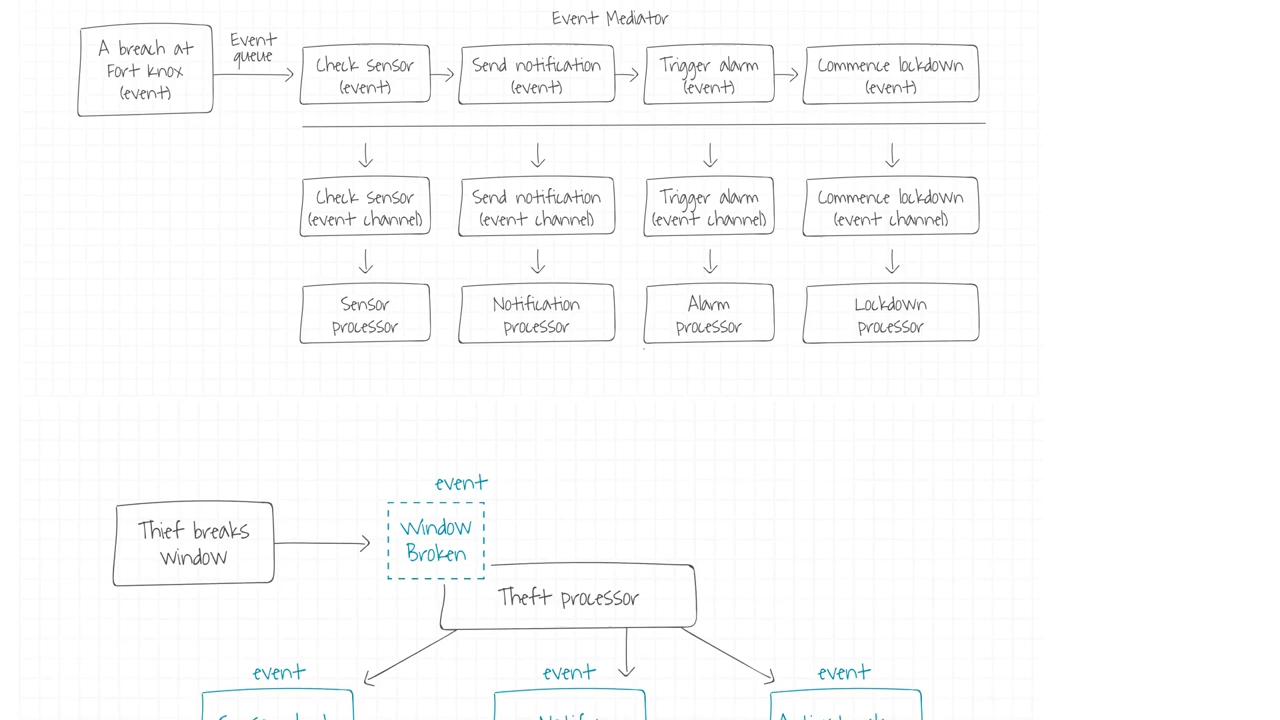 Event Mediator
A breach at
Fort Knox
(event)
Event
queue
Check sensor
(event)
Send notification
(event)
Trigger alarm
(event)
Commence lockdown
(event)
Check sensor
(event channel)
Send notification
(event channel)
Trigger alarm
(event channel)
Commence lockdown
(event channel)
Sensor
processor
Notification
processor
Alarm
processor
Lockdown
processor
Thief breaks
window
event
Window
Broken
Theft processor
event
event
event